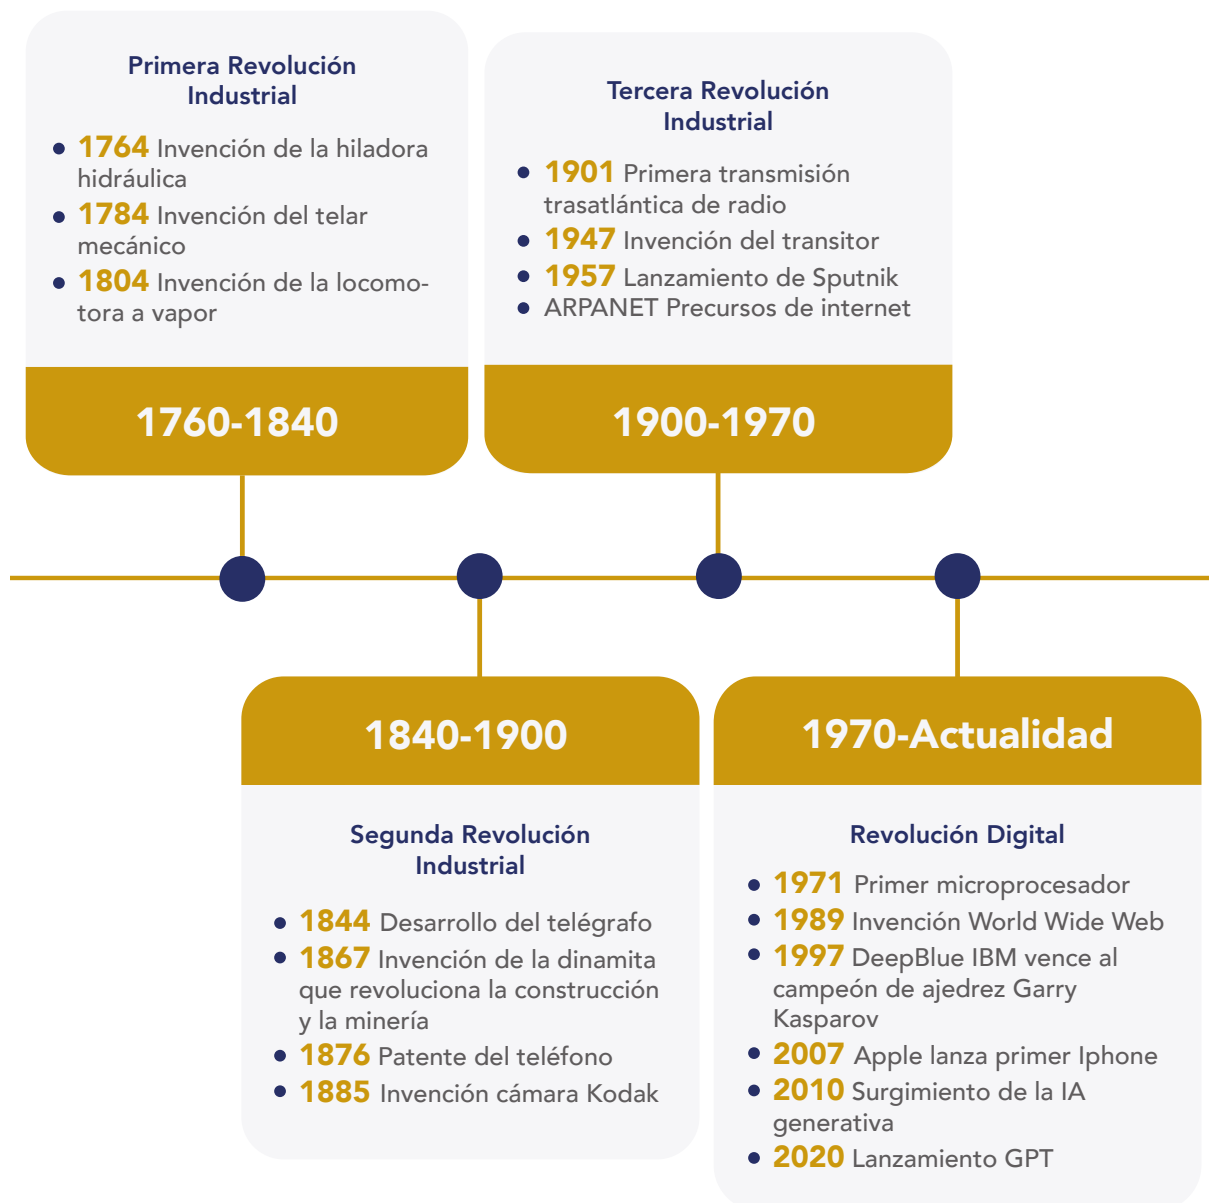 Primera Revolución
Industrial
1764 Invención de la hiladora
hidráulica
1784 Invención del telar
mecánico
1804 Invención de la locomo-
tora a vapor
1760-1840
Tercera Revolución
Industrial
1901 Primera transmisión
trasatlántica de radio
1947 Invención del transitor
1957 Lanzamiento de Sputnik
ARPANET Precursos de internet
1900-1970
1840-1900
Segunda Revolución
Industrial
1844 Desarrollo del telégrafo
1867 Invención de la dinamita
que revoluciona la construcción
y la minería
1876 Patente del teléfono
1885 Invención cámara Kodak
1970-Actualidad
Revolución Digital
1971 Primer microprocesador
1989 Invención World Wide Web
1997 DeepBlue IBM vence al
campeón de ajedrez Garry
Kasparov
2007 Apple lanza primer Iphone
2010 Surgimiento de la IA
generativa
2020 Lanzamiento GPT